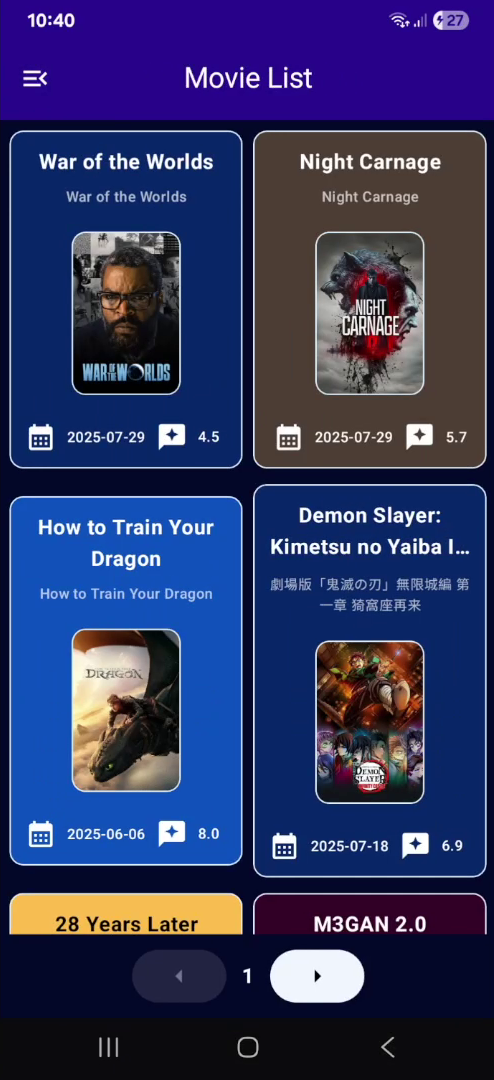 10:40
27
Movie List
War of the Worlds
War of the Worlds
WAR OF THE WORLDS
2025-07-29 4.5
Night Carnage
Night Carnage
NIGHT
CARNAGE
2025-07-29 5.7
How to Train Your
Dragon
How to Train Your Dragon
DRAGON
2025-06-06 8.0
Demon Slayer:
Kimetsu no Yaiba I...
劇場版「鬼滅の刃」無限城編 第
一章 猗窩座再来
DEMON
SLAYER
2025-07-18 6.9
28 Years Later
M3GAN 2.0
1